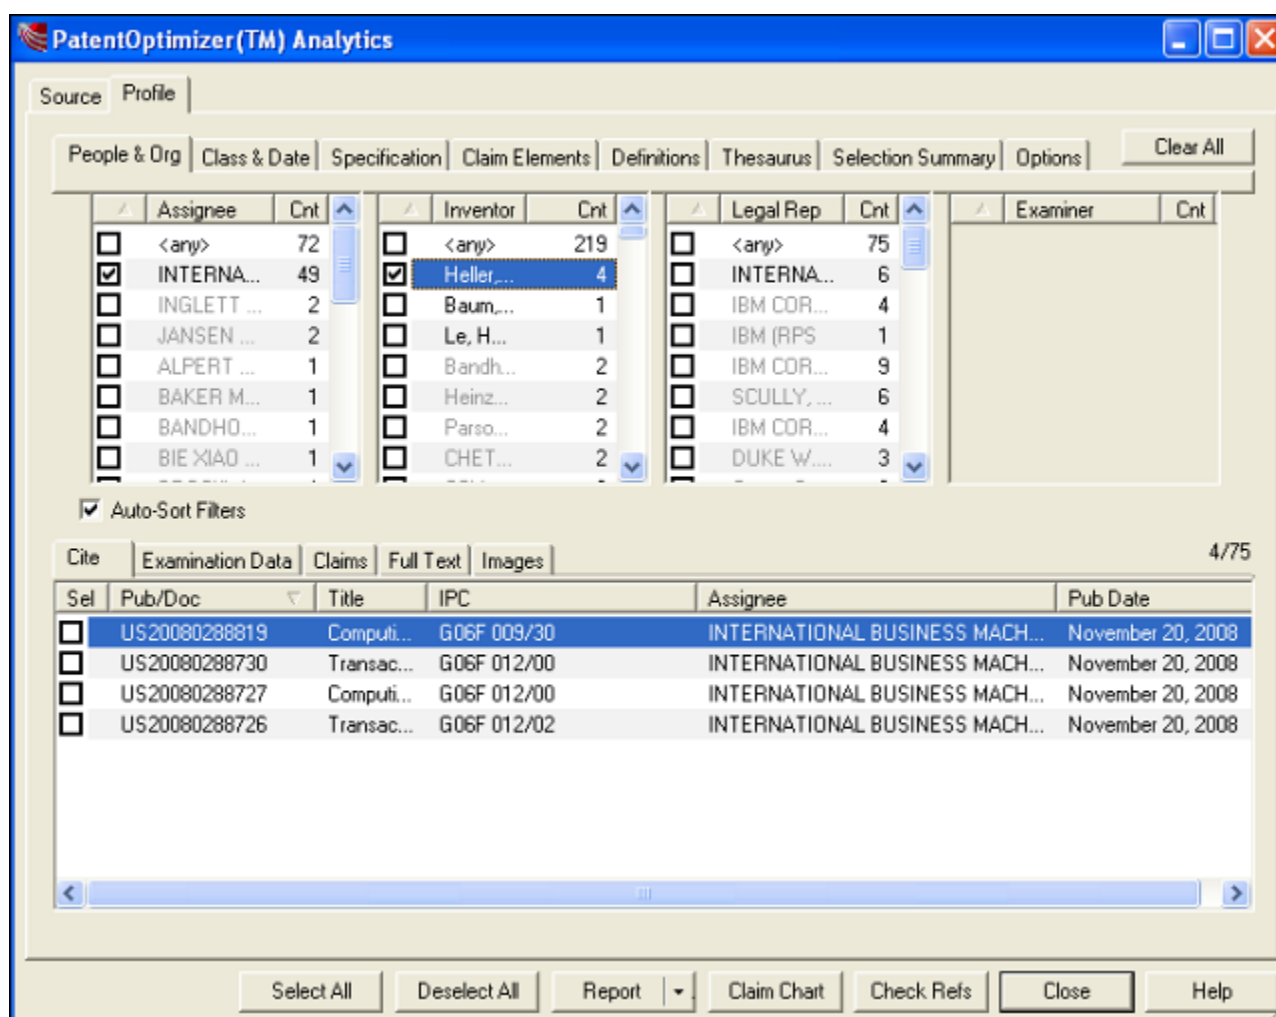 PatentOptimizer(TM) Analytics
Source Profile
People & Org Class & Date Specification Claim Elements Definitions Thesaurus Selection Summary Options Clear All
Assignee Cnt Inventor Cnt Legal Rep Cnt Examiner Cnt
<any> 72 <any> 219 <any> 75
INTERNA... 49 Heller,... 4 INTERNA... 6
INGLETT ... 2 Baum,... 1 IBM COR... 4
JANSEN ... 2 Le, H... 1 IBM (RPS 1
ALPERT ... 1 Bandh... 2 IBM COR... 9
BAKER M... 1 Heinz... 2 SCULLY, ... 6
BANDHO... 1 Parso... 2 IBM COR... 4
BIE XIAO ... 1 CHET... 2 DUKE W.... 3
Auto-Sort Filters
Cite Examination Data Claims Full Text Images 4/75
Sel Pub/Doc Title IPC Assignee Pub Date
US20080288819 Computi... G06F 009/30 INTERNATIONAL BUSINESS MACH... November 20, 2008
US20080288730 Transac... G06F 012/00 INTERNATIONAL BUSINESS MACH... November 20, 2008
US20080288727 Computi... G06F 012/00 INTERNATIONAL BUSINESS MACH... November 20, 2008
US20080288726 Transac... G06F 012/02 INTERNATIONAL BUSINESS MACH... November 20, 2008
Select All Deselect All Report Claim Chart Check Refs Close Help